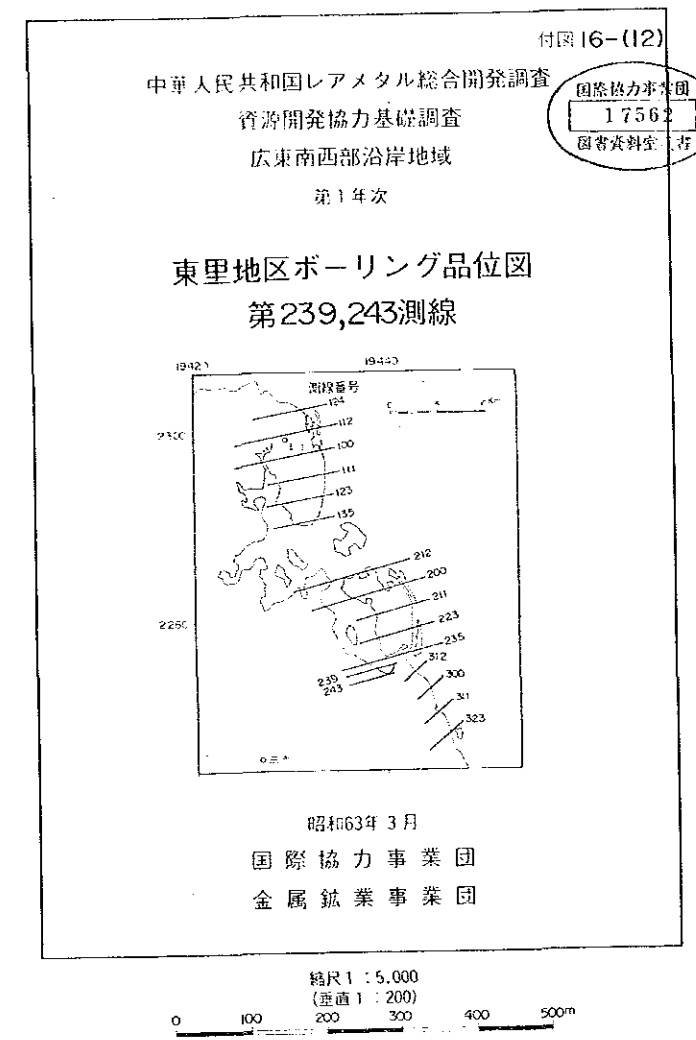 付図16-(12)
中華人民共和国レアメタル総合開発調査
資源開発協力基礎調査
広東南西部沿岸地域
第1年次
国際協力事業団
17562
図書資料室
東里地区ボーリング品位図
第239,243測線
19420 19440
測線番号
124
2300
112
100
111
123
135
212
200
211
2260
223
235
312
239
300
243
311
323
昭和63年3月
国際協力事業団
金属鉱業事業団
縮尺1:5,000
(垂直1:200)
0 100 200 300 400 500m